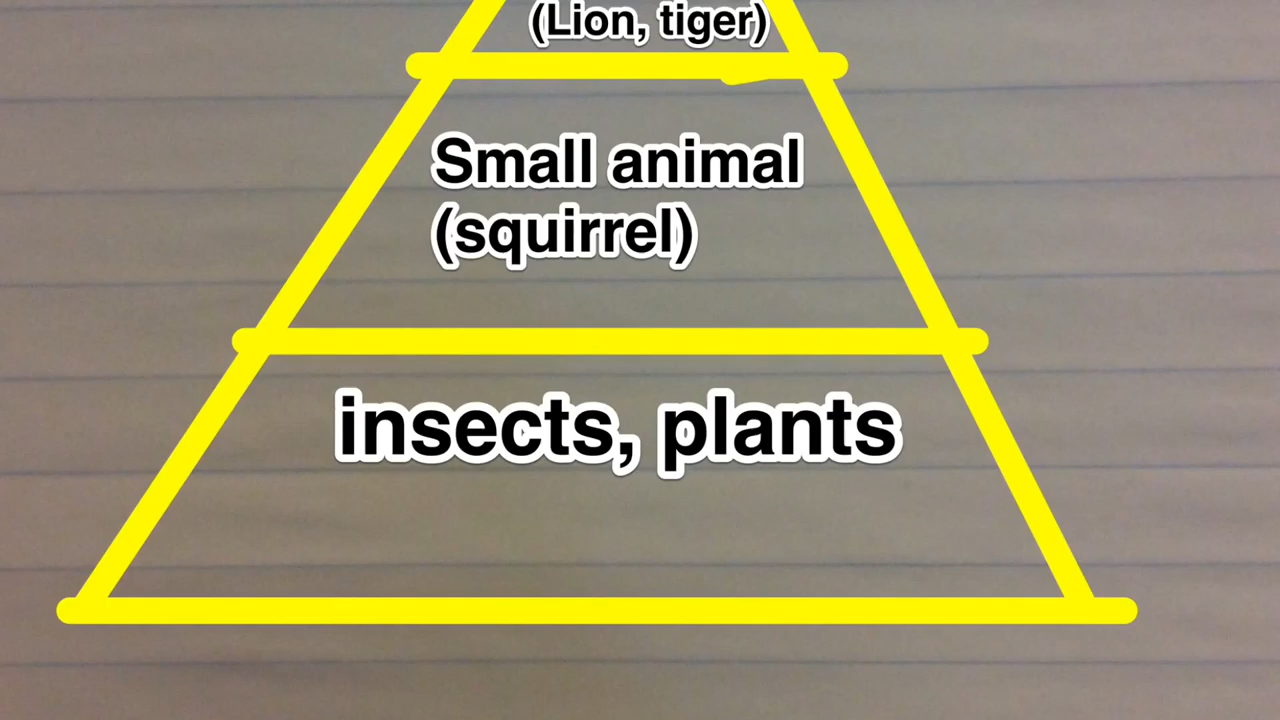 (Lion, tiger)
Small animal
(squirrel)
insects, plants